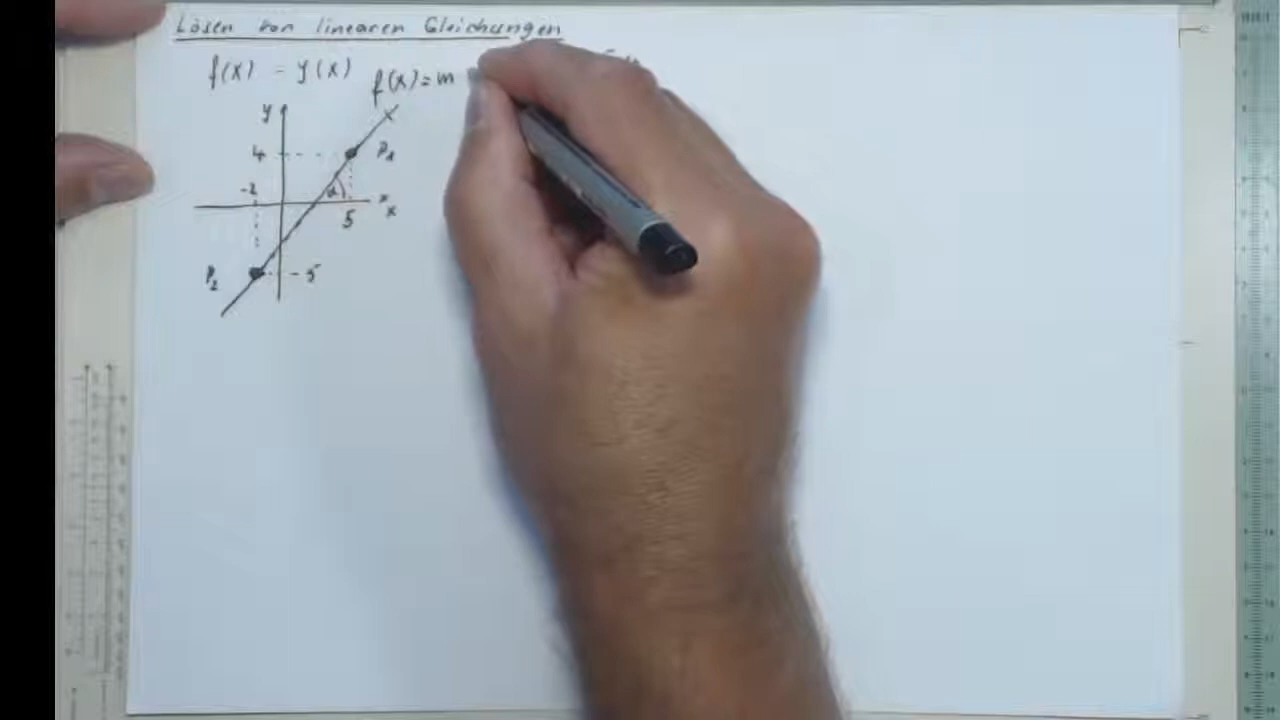 Lösen von linearen Gleichungen
f(x) = y(x)
f(x) = m
y
4
P1
-2
α
x
5
P2
-5